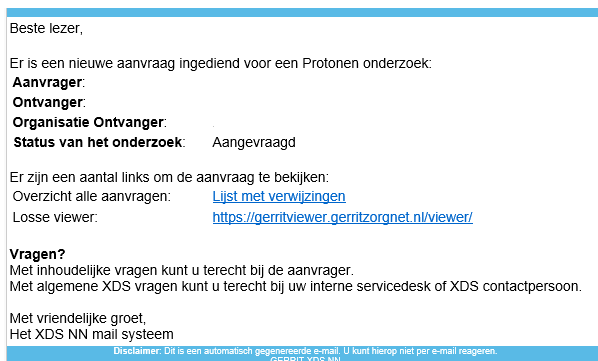 Beste lezer,
Er is een nieuwe aanvraag ingediend voor een Protonen onderzoek:
Aanvrager:
Ontvanger:
Organisatie Ontvanger:
Status van het onderzoek: Aangevraagd
Er zijn een aantal links om de aanvraag te bekijken:
Overzicht alle aanvragen: Lijst met verwijzingen
Losse viewer: https://gerritviewer.gerritzorgnet.nl/viewer/
Vragen?
Met inhoudelijke vragen kunt u terecht bij de aanvrager.
Met algemene XDS vragen kunt u terecht bij uw interne servicedesk of XDS contactpersoon.
Met vriendelijke groet,
Het XDS NN mail systeem
Disclaimer: Dit is een automatisch gegenereerde e-mail. U kunt hierop niet per e-mail reageren.
GERRIT XDS NN